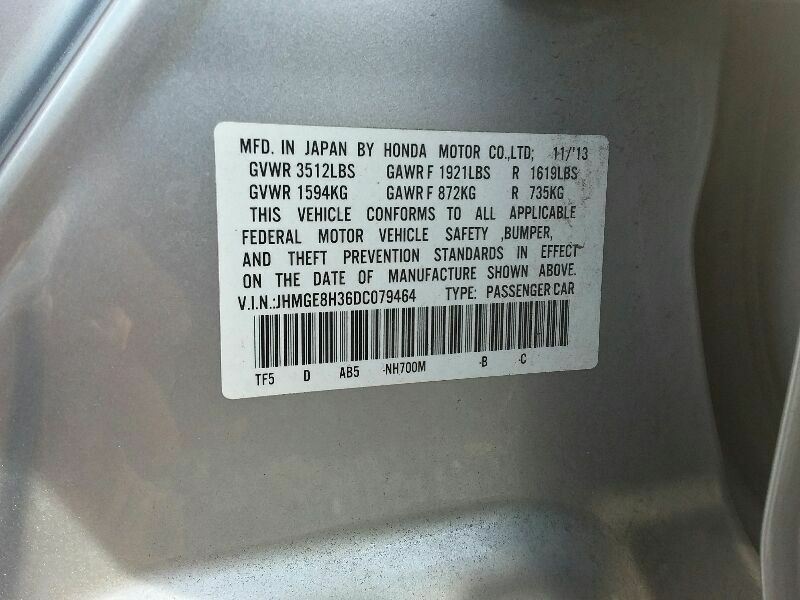 MFD. IN JAPAN BY HONDA MOTOR CO.,LTD; 11/'13
GVWR 3512LBS GAWR F 1921LBS R 1619LBS
GVWR 1594KG GAWR F 872KG R 735KG
THIS VEHICLE CONFORMS TO ALL APPLICABLE
FEDERAL MOTOR VEHICLE SAFETY ,BUMPER,
AND THEFT PREVENTION STANDARDS IN EFFECT
ON THE DATE OF MANUFACTURE SHOWN ABOVE.
V.I.N.:JHMGE8H36DC079464 TYPE: PASSENGER CAR
TF5 D AB5 -NH700M -B -C